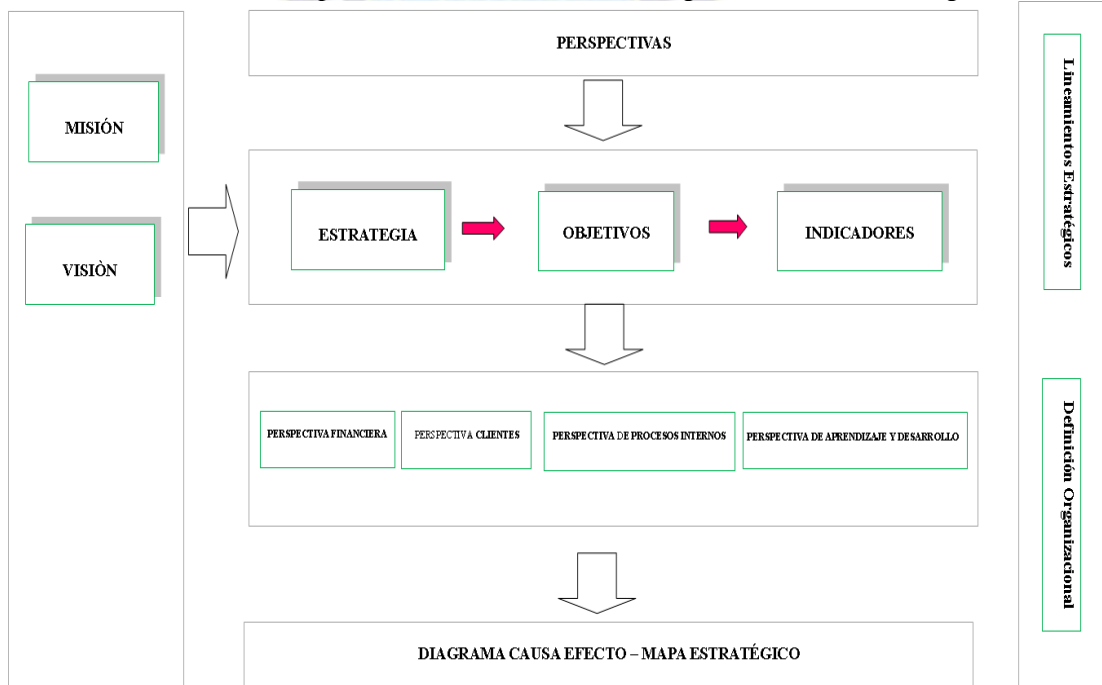 PERSPECTIVAS
MISIÓN
VISIÒN
ESTRATEGIA
OBJETIVOS
INDICADORES
PERSPECTIVA FINANCIERA
PERSPECTIVA CLIENTES
PERSPECTIVA DE PROCESOS INTERNOS
PERSPECTIVA DE APRENDIZAJE Y DESARROLLO
DIAGRAMA CAUSA EFECTO – MAPA ESTRATÉGICO
Lineamientos Estratégicos
Definición Organizacional